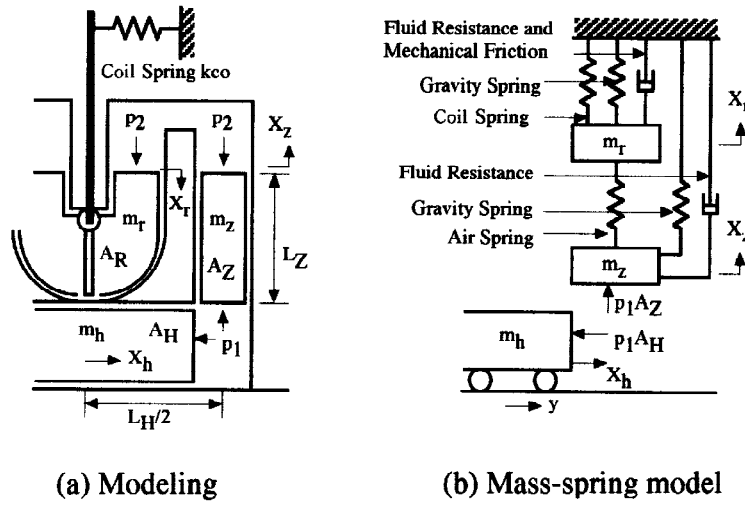 Coil Spring kco
p2
p2
Xz
Xr
mr
mz
AR
AZ
LZ
mh
AH
p1
Xh
LH/2
(a) Modeling
Fluid Resistance and
Mechanical Friction
Gravity Spring
Coil Spring
mr
Fluid Resistance
Gravity Spring
Air Spring
mz
p1AZ
mh
p1AH
Xh
y
(b) Mass-spring model